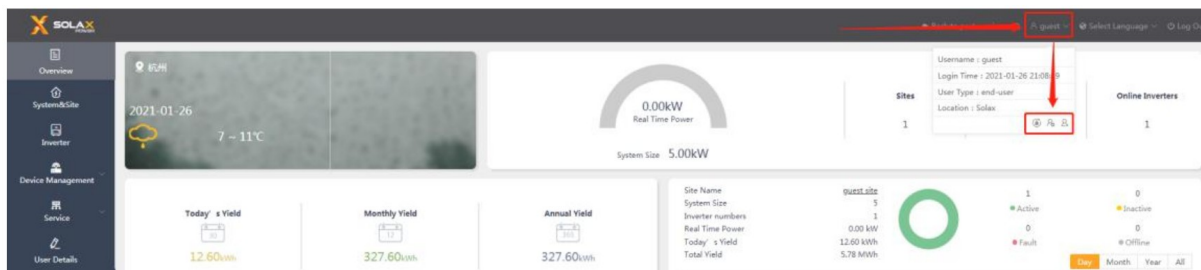 SOLAX
POWER
guest
Select Language
Log Ou
Overview
System&Site
Inverter
Device Management
Service
User Details
杭州
2021-01-26
7 ~ 11℃
0.00kW
Real Time Power
System Size 5.00kW
Sites
1
Username : guest
Login Time : 2021-01-26 21:08
User Type : end-user
Location : Solax
Online Inverters
1
Today' s Yield
12.60kWh
Monthly Yield
12
327.60kWh
Annual Yield
365
327.60kWh
Site Name guest site
System Size 5
Inverter numbers 1
Real Time Power 0.00 kW
Today' s Yield 12.60 kWh
Total Yield 5.78 MWh
1
Active
0
Inactive
0
Fault
0
Offline
Day Month Year All